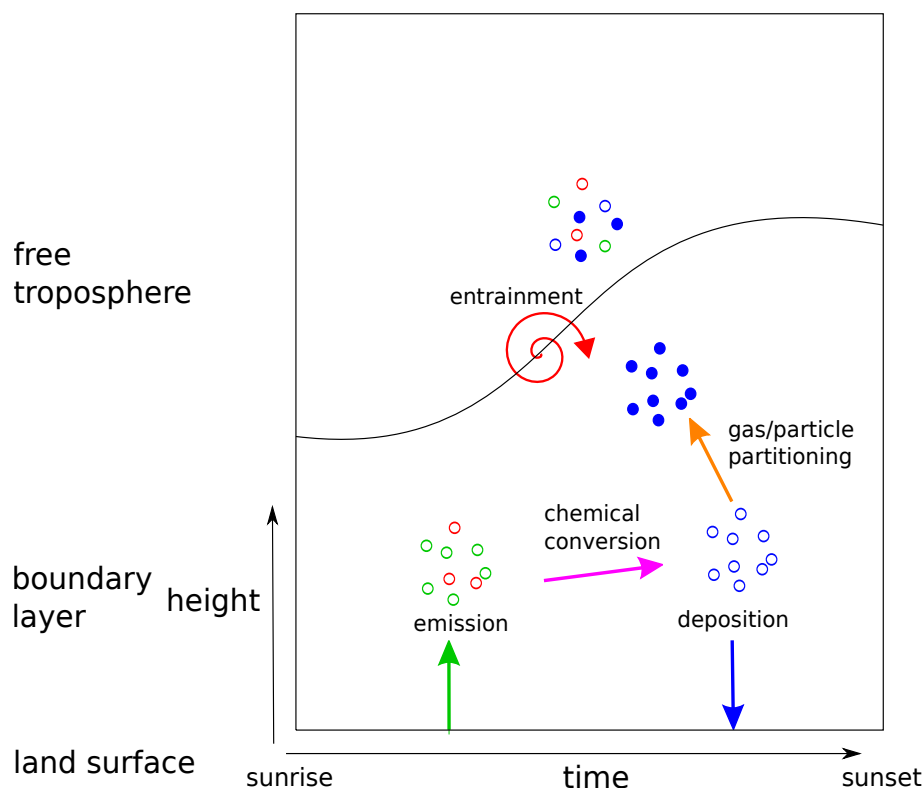 free
troposphere
entrainment
gas/particle
partitioning
chemical
conversion
boundary
layer
height
emission
deposition
land surface
sunrise
time
sunset